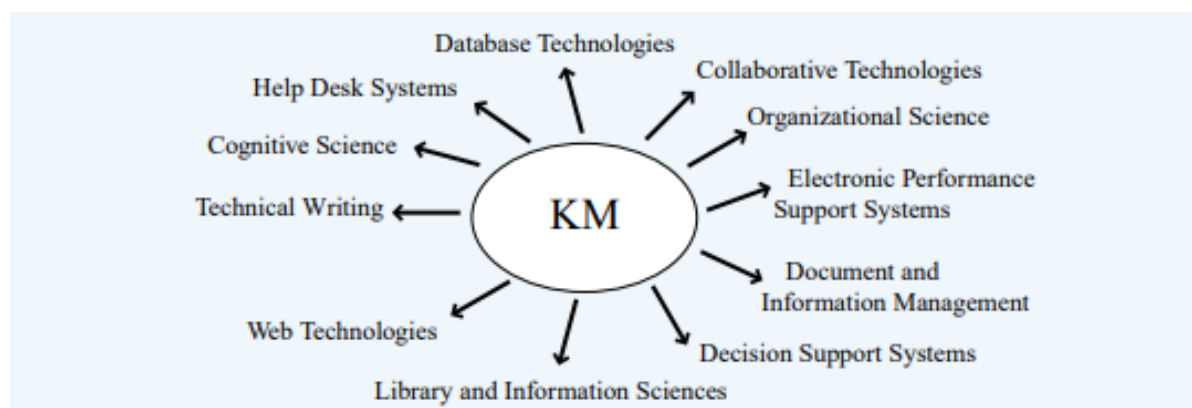 Database Technologies
Collaborative Technologies
Help Desk Systems
Organizational Science
Cognitive Science
Electronic Performance
Support Systems
Technical Writing
KM
Document and
Information Management
Web Technologies
Decision Support Systems
Library and Information Sciences